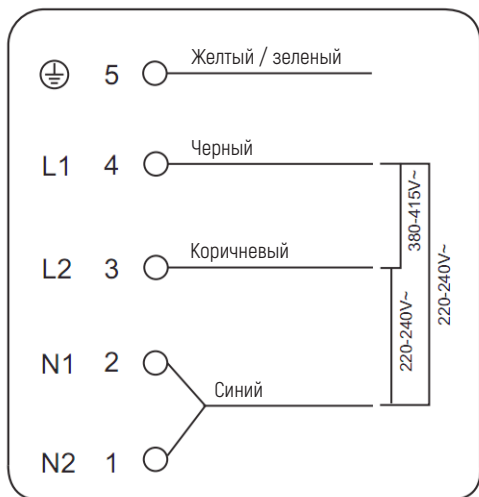 5 Желтый / зеленый
L1 4 Черный
380-415V~
220-240V~
L2 3 Коричневый
220-240V~
N1 2
Синий
N2 1